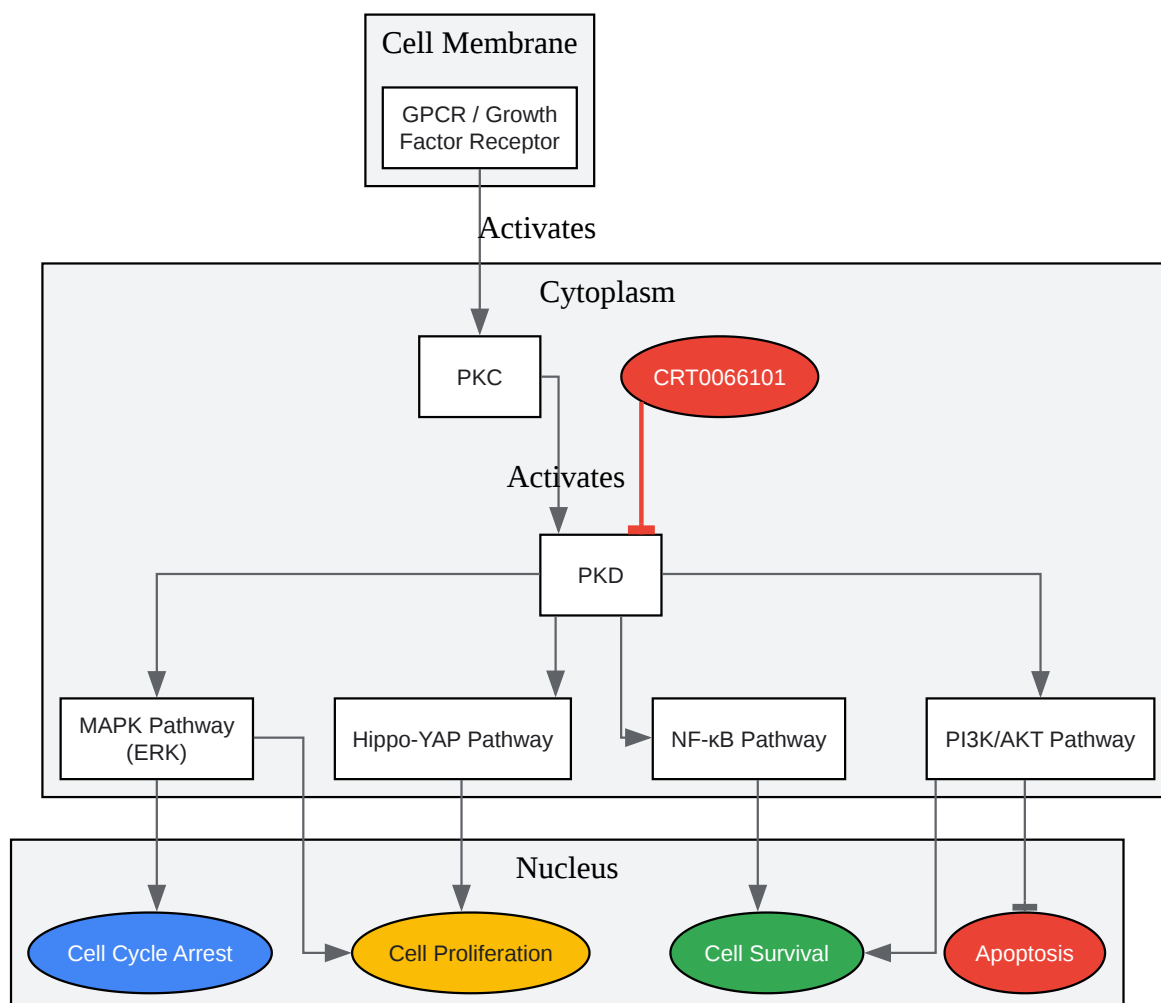 Cell Membrane
GPCR / Growth
Factor Receptor
Activates
Cytoplasm
PKC
CRT0066101
Activates
PKD
MAPK Pathway
(ERK)
Hippo-YAP Pathway
NF-κB Pathway
PI3K/AKT Pathway
Nucleus
Cell Cycle Arrest
Cell Proliferation
Cell Survival
Apoptosis